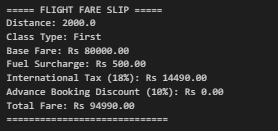 ===== FLIGHT FARE SLIP =====
Distance: 2000.0
Class Type: First
Base Fare: Rs 80000.00
Fuel Surcharge: Rs 500.00
International Tax (18%): Rs 14490.00
Advance Booking Discount (10%): Rs 0.00
Total Fare: Rs 94990.00
============================